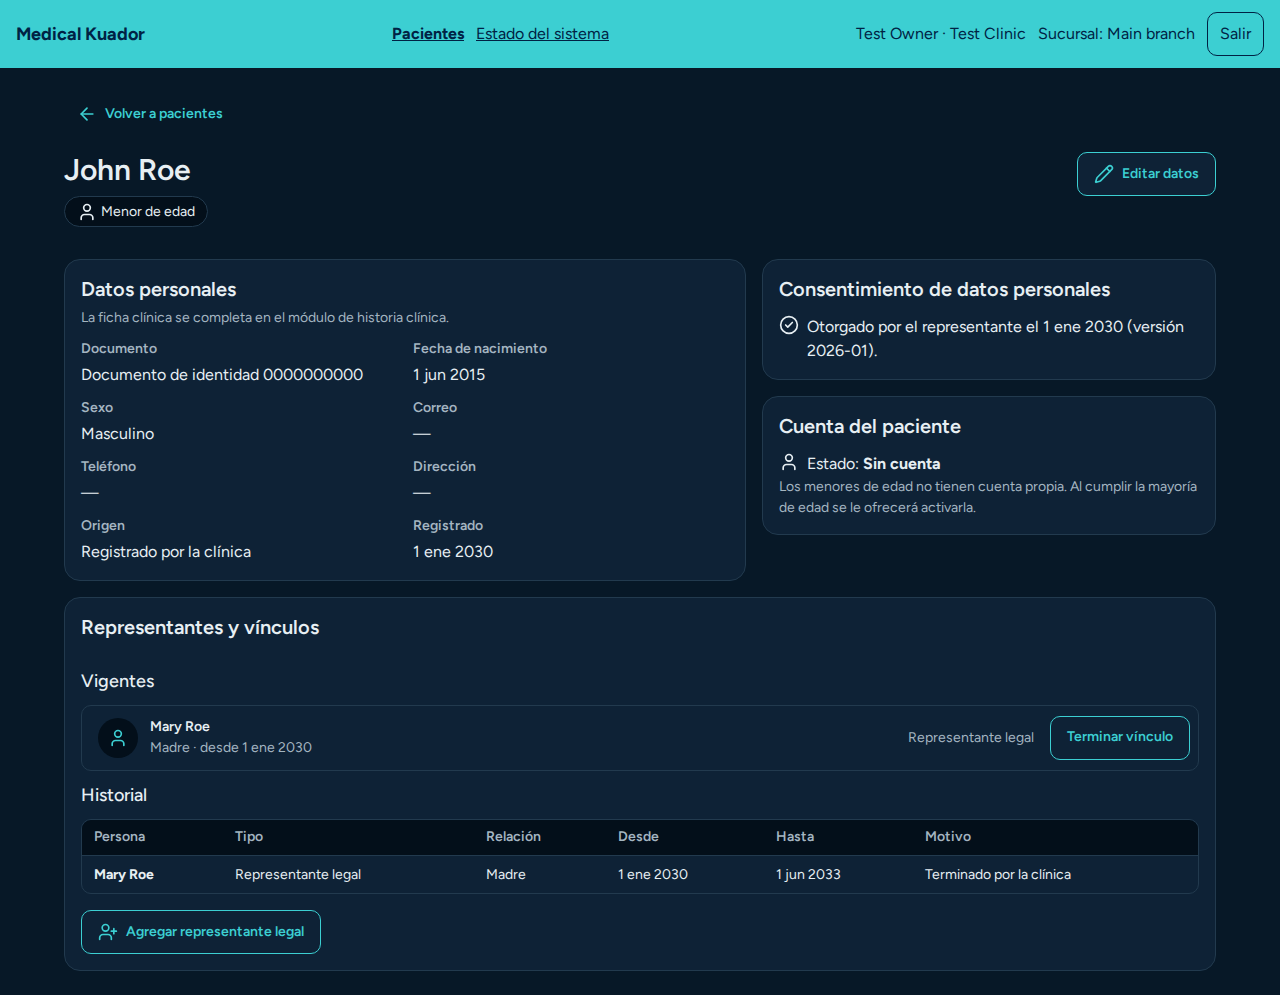 Medical Kuador
Pacientes Estado del sistema
Test Owner · Test Clinic Sucursal: Main branch Salir
Volver a pacientes
John Roe
Editar datos
Menor de edad
Datos personales
La ficha clínica se completa en el módulo de historia clínica.
Documento Fecha de nacimiento
Documento de identidad 0000000000 1 jun 2015
Sexo Correo
Masculino —
Teléfono Dirección
— —
Origen Registrado
Registrado por la clínica 1 ene 2030
Consentimiento de datos personales
Otorgado por el representante el 1 ene 2030 (versión
2026-01).
Cuenta del paciente
Estado: Sin cuenta
Los menores de edad no tienen cuenta propia. Al cumplir la mayoría
de edad se le ofrecerá activarla.
Representantes y vínculos
Vigentes
Mary Roe
Madre · desde 1 ene 2030
Representante legal Terminar vínculo
Historial
Persona Tipo Relación Desde Hasta Motivo
Mary Roe Representante legal Madre 1 ene 2030 1 jun 2033 Terminado por la clínica
Agregar representante legal